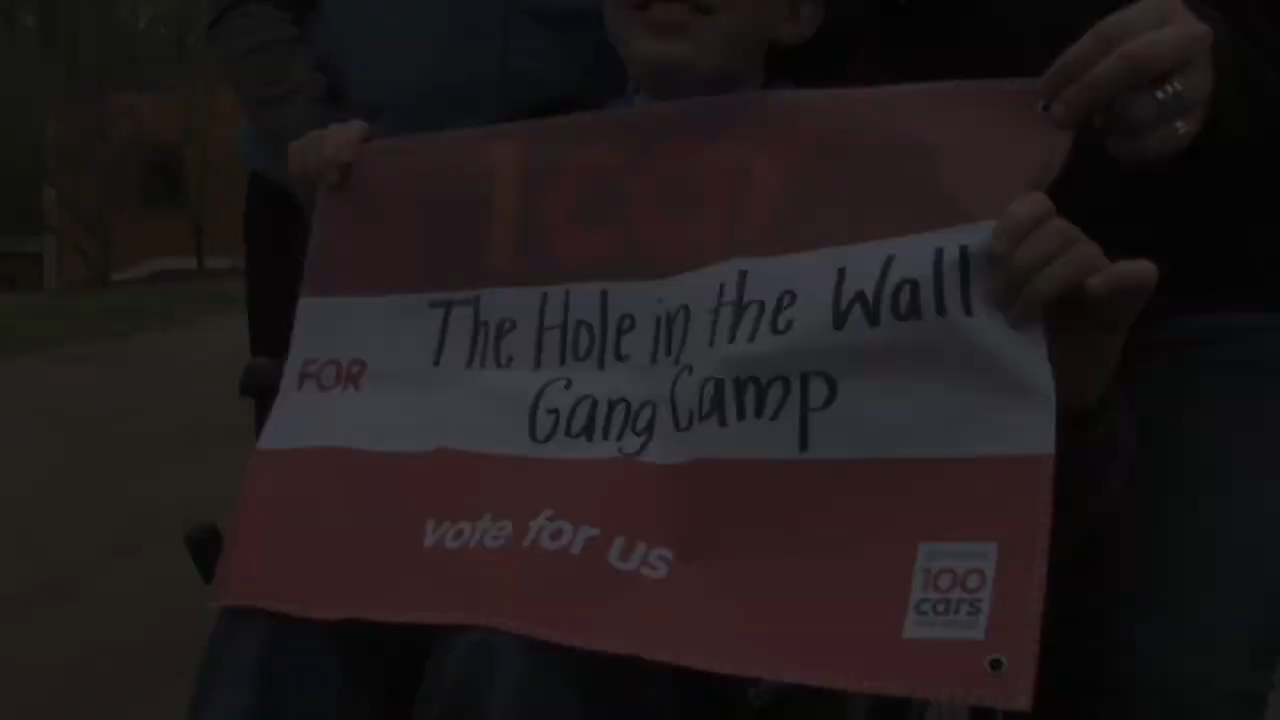 FOR
The Hole in the Wall
Gang Camp
vote for us
100
cars